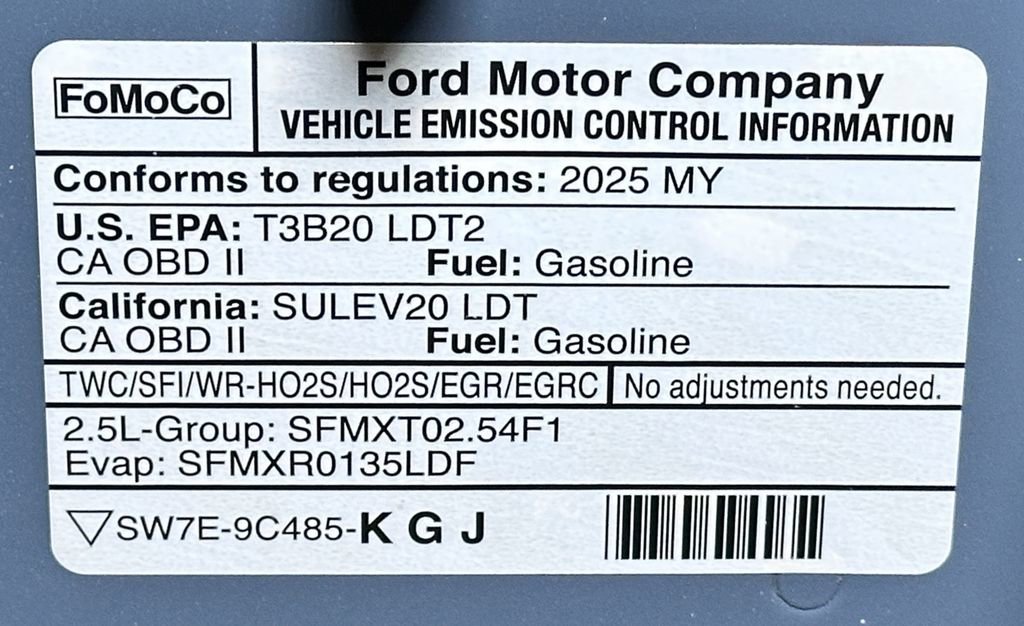 FoMoCo
Ford Motor Company
VEHICLE EMISSION CONTROL INFORMATION
Conforms to regulations: 2025 MY
U.S. EPA: T3B20 LDT2
CA OBD II Fuel: Gasoline
California: SULEV20 LDT
CA OBD II Fuel: Gasoline
TWC/SFI/WR-HO2S/HO2S/EGR/EGRC No adjustments needed.
2.5L-Group: SFMXT02.54F1
Evap: SFMXR0135LDF
SW7E-9C485-K G J